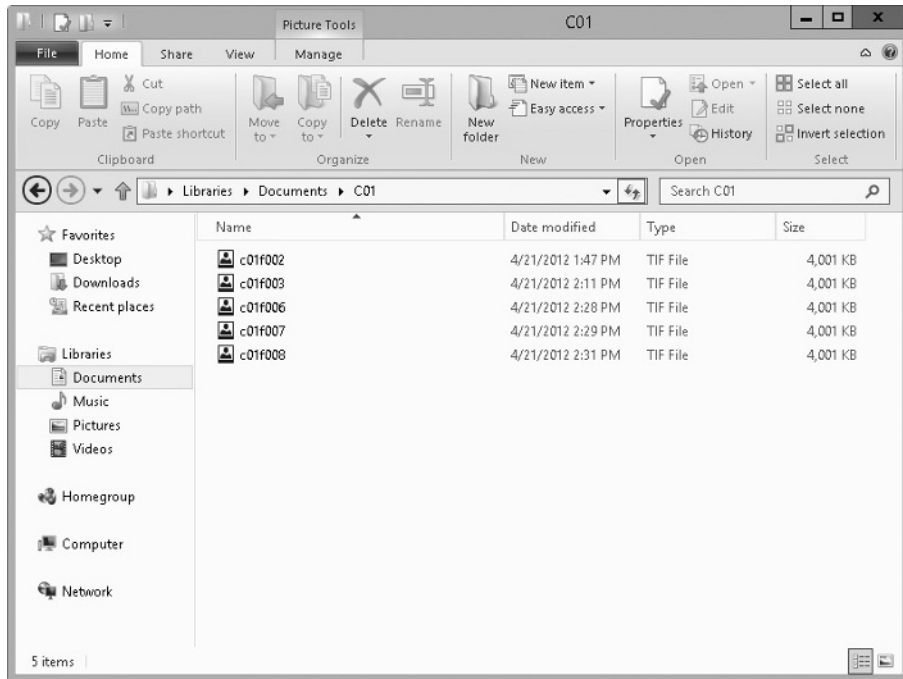 Picture Tools
C01
File Home Share View Manage
Copy
Paste
Cut
Copy path
Paste shortcut
Clipboard
Move to
Copy to
Delete
Rename
Organize
New folder
New item
Easy access
New
Properties
Open
Edit
History
Open
Select all
Select none
Invert selection
Select
Libraries Documents C01
Search C01
Favorites
Desktop
Downloads
Recent places
Libraries
Documents
Music
Pictures
Videos
Homegroup
Computer
Network
Name Date modified Type Size
c01f002 4/21/2012 1:47 PM TIF File 4,001 KB
c01f003 4/21/2012 2:11 PM TIF File 4,001 KB
c01f006 4/21/2012 2:28 PM TIF File 4,001 KB
c01f007 4/21/2012 2:29 PM TIF File 4,001 KB
c01f008 4/21/2012 2:31 PM TIF File 4,001 KB
5 items